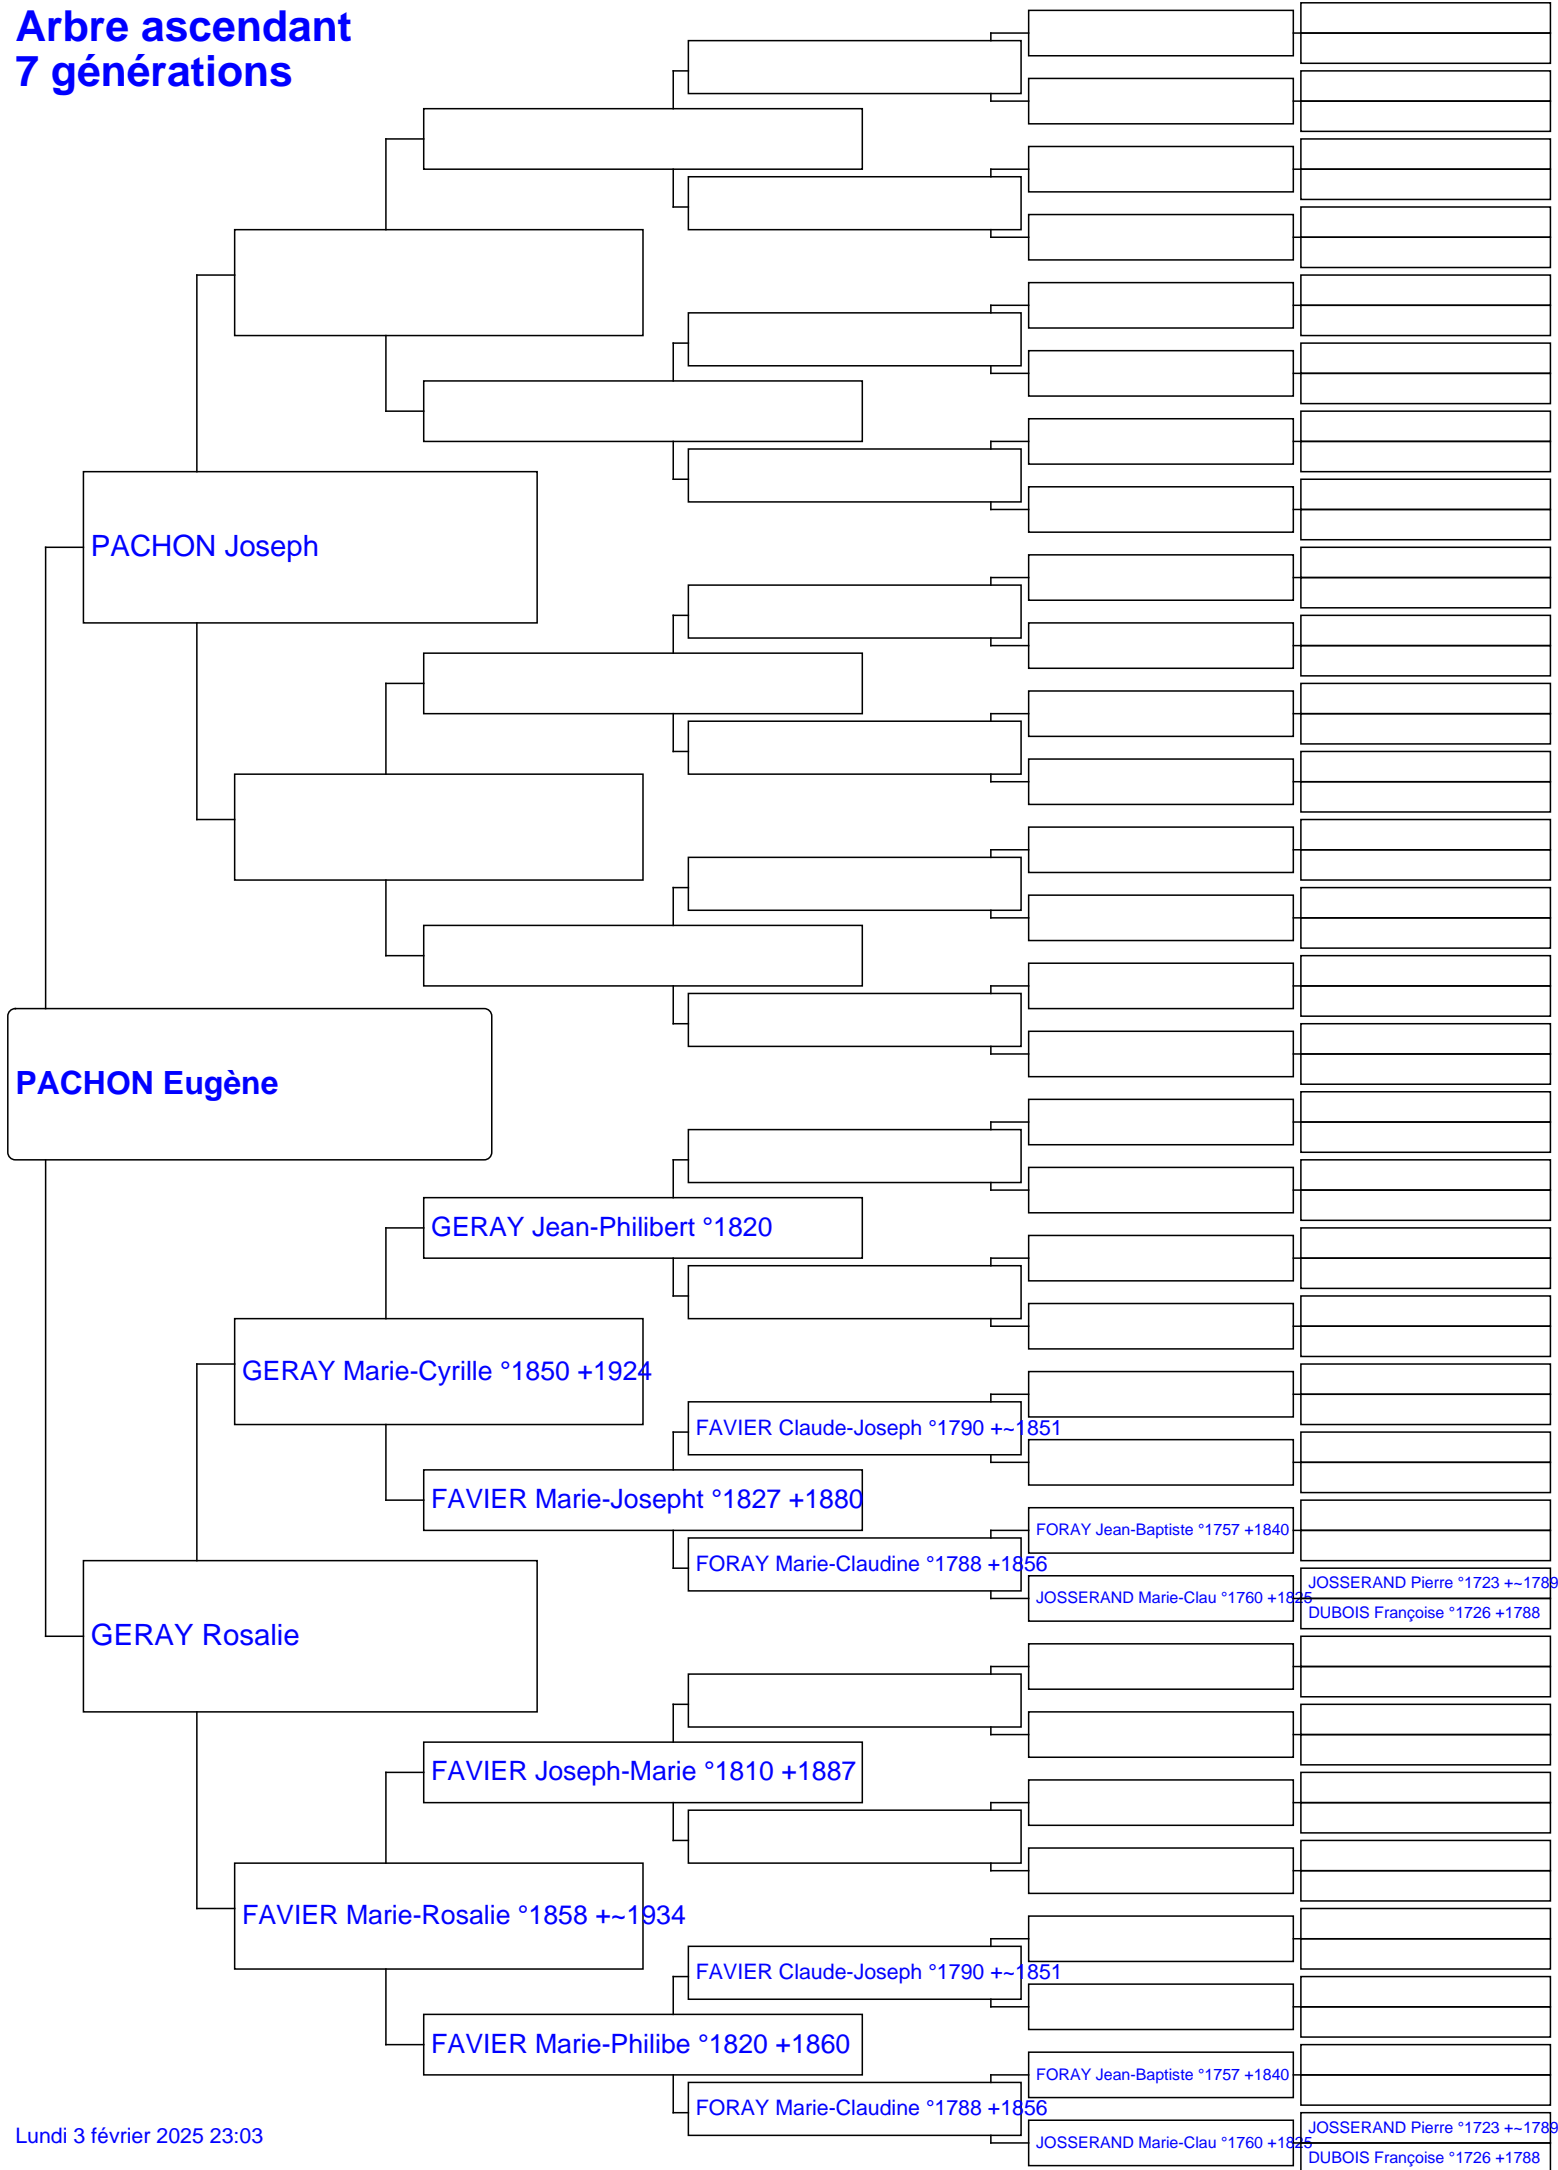 Arbre ascendant
7 générations
PACHON Joseph
PACHON Eugène
GERAY Jean-Philibert °1820
GERAY Marie-Cyrille °1850 +1924
FAVIER Claude-Joseph °1790 +~1851
FAVIER Marie-Josepht °1827 +1880
FORAY Jean-Baptiste °1757 +1840
FORAY Marie-Claudine °1788 +1856
JOSSERAND Pierre °1723 +~1789
JOSSERAND Marie-Clau °1760 +1825
DUBOIS Françoise °1726 +1788
GERAY Rosalie
FAVIER Joseph-Marie °1810 +1887
FAVIER Marie-Rosalie °1858 +~1934
FAVIER Claude-Joseph °1790 +~1851
FAVIER Marie-Philibe °1820 +1860
FORAY Jean-Baptiste °1757 +1840
FORAY Marie-Claudine °1788 +1856
JOSSERAND Pierre °1723 +~1789
JOSSERAND Marie-Clau °1760 +1825
DUBOIS Françoise °1726 +1788
Lundi 3 février 2025 23:03